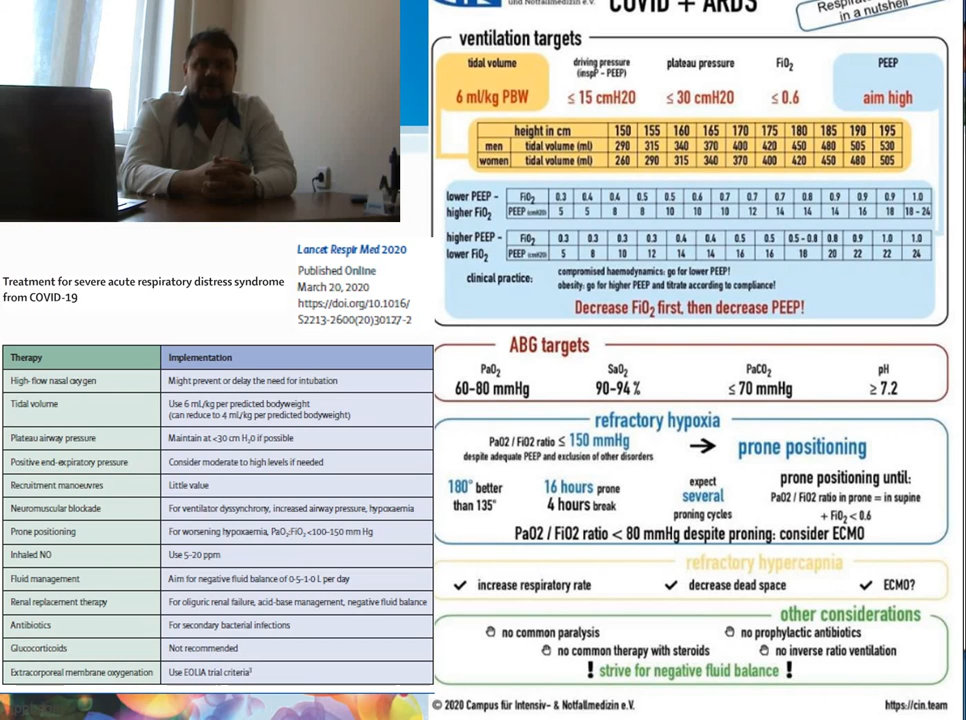 Lancet Respir Med 2020
Published Online
March 20, 2020
https://doi.org/10.1016/
S2213-2600(20)30127-2
Treatment for severe acute respiratory distress syndrome
from COVID-19
Therapy Implementation
High-flow nasal oxygen Might prevent or delay the need for intubation
Tidal volume Use 6 mL/kg per predicted bodyweight
(can reduce to 4 mL/kg per predicted bodyweight)
Plateau airway pressure Maintain at <30 cm H₂O if possible
Positive end-expiratory pressure Consider moderate to high levels if needed
Recruitment manoeuvres Little value
Neuromuscular blockade For ventilator dyssynchrony, increased airway pressure, hypoxaemia
Prone positioning For worsening hypoxaemia, PaO₂:FiO₂ <100-150 mm Hg
Inhaled NO Use 5-20 ppm
Fluid management Aim for negative fluid balance of 0·5-1·0 L per day
Renal replacement therapy For oliguric renal failure, acid-base management, negative fluid balance
Antibiotics For secondary bacterial infections
Glucocorticoids Not recommended
Extracorporeal membrane oxygenation Use EOLIA trial criteria³
und Notfallmedizin e.V.
COVID + ARDS
in a nutshell
ventilation targets
tidal volume driving pressure plateau pressure FiO₂ PEEP
(inspP - PEEP)
6 ml/kg PBW ≤ 15 cmH2O ≤ 30 cmH2O ≤ 0.6 aim high
height in cm 150 155 160 165 170 175 180 185 190 195
men tidal volume (ml) 290 315 340 370 400 420 450 480 505 530
women tidal volume (ml) 260 290 315 340 370 400 420 450 480 505
lower PEEP - FiO₂ 0.3 0.4 0.4 0.5 0.5 0.6 0.7 0.7 0.7 0.8 0.9 0.9 0.9 1.0
higher FiO₂ PEEP (cmH2O) 5 5 8 8 10 10 10 12 14 14 14 16 18 18 - 24
higher PEEP - FiO₂ 0.3 0.3 0.3 0.3 0.4 0.4 0.5 0.5 0.5 - 0.8 0.8 0.9 1.0 1.0
lower FiO₂ PEEP (cmH2O) 5 8 10 12 14 14 16 16 18 20 22 22 24
clinical practice: compromised haemodynamics: go for lower PEEP!
obesity: go for higher PEEP and titrate according to compliance!
Decrease FiO₂ first, then decrease PEEP!
ABG targets
PaO₂ SaO₂ PaCO₂ pH
60-80 mmHg 90-94 % ≤ 70 mmHg ≥ 7.2
refractory hypoxia
PaO2 / FiO2 ratio ≤ 150 mmHg → prone positioning
despite adequate PEEP and exclusion of other disorders
180° better 16 hours prone expect prone positioning until:
than 135° 4 hours break several PaO2 / FiO2 ratio in prone = in supine
proning cycles + FiO₂ < 0.6
PaO2 / FiO2 ratio < 80 mmHg despite proning: consider ECMO
refractory hypercapnia
✓ increase respiratory rate ✓ decrease dead space ✓ ECMO?
other considerations
no common paralysis no prophylactic antibiotics
no common therapy with steroids no inverse ratio ventilation
! strive for negative fluid balance !
© 2020 Campus für Intensiv- & Notfallmedizin e.V. https://cin.team